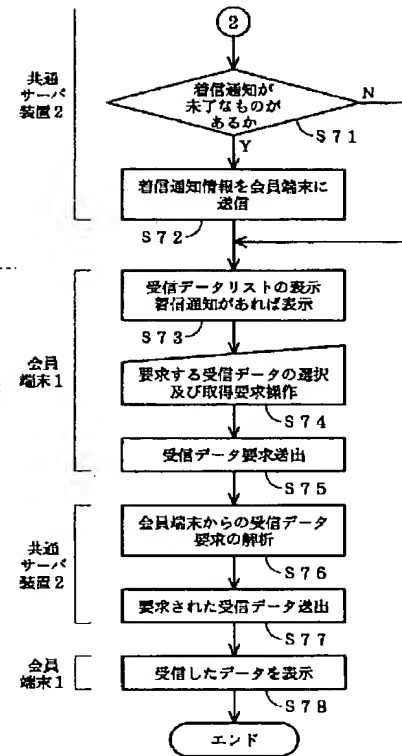 2
共通
サーバ
装置2
着信通知が
未了なものが
あるか
N
S71
Y
着信通知情報を会員端末に
送信
S72
会員
端末1
受信データリストの表示
着信通知があれば表示
S73
要求する受信データの選択
及び取得要求操作
S74
受信データ要求送出
S75
共通
サーバ
装置2
会員端末からの受信データ
要求の解析
S76
要求された受信データ送出
S77
会員
端末1
受信したデータを表示
S78
エンド